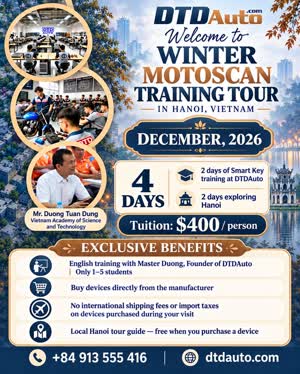 DTDAuto.com
Welcome to
WINTER
MOTOSCAN
TRAINING TOUR
IN HANOI, VIETNAM
DECEMBER, 2026
4
DAYS
2 days of Smart Key
training at DTDAuto
2 days exploring
Hanoi
Tuition: $400 / person
Mr. Duong Tuan Dung
Vietnam Academy of Science
and Technology
EXCLUSIVE BENEFITS
English training with Master Duong, Founder of DTDAuto
Only 1–5 students
Buy devices directly from the manufacturer
No international shipping fees or import taxes
on devices purchased during your visit
Local Hanoi tour guide — free when you purchase a device
+84 913 555 416
dtdauto.com